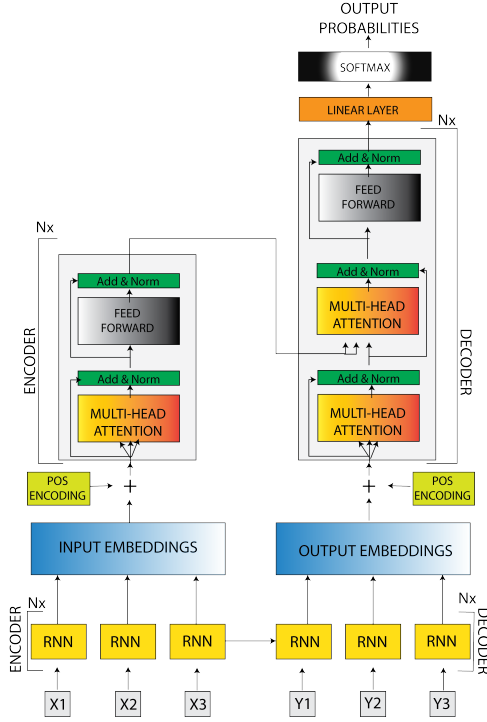 OUTPUT
PROBABILITIES
SOFTMAX
LINEAR LAYER
Nx
Add & Norm
FEED
FORWARD
Nx
Add & Norm
Add & Norm
FEED
FORWARD
MULTI-HEAD
ATTENTION
ENCODER
DECODER
Add & Norm
Add & Norm
MULTI-HEAD
ATTENTION
MULTI-HEAD
ATTENTION
POS
ENCODING
+
+
POS
ENCODING
INPUT EMBEDDINGS
OUTPUT EMBEDDINGS
Nx
Nx
ENCODER
RNN
RNN
RNN
RNN
RNN
RNN
DECODER
X1
X2
X3
Y1
Y2
Y3